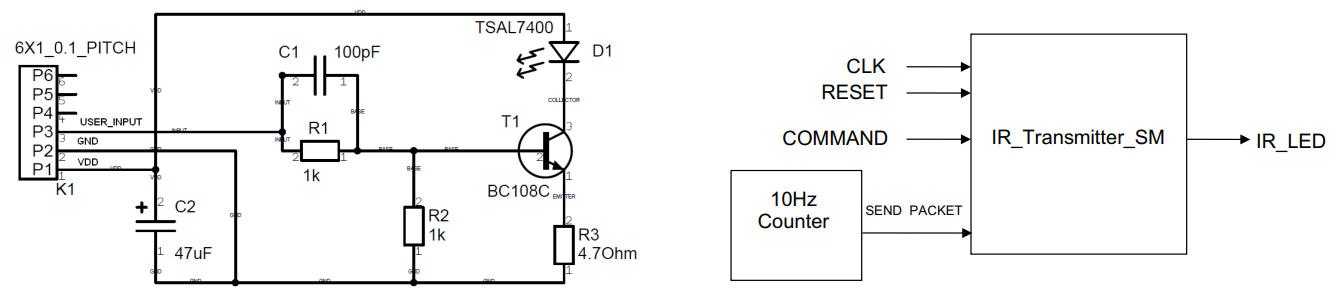 VDD
TSAL7400
1
6X1_0.1_PITCH
C1
100pF
D1
2
COLLECTOR
P6
6
P5
5
P4
4
P3
3
P2
2
P1
1
K1
USER_INPUT
INPUT
GND
GND
VDD
VDD
VDD
VDD
2
1
INPUT
BASE
INPUT
R1
2
1
1k
BASE
BASE
BASE
T1
3
2
1
BC108C
EMITTER
+
2
C2
1
47uF
GND
GND
GND
2
R2
1k
1
GND
GND
GND
2
R3
4.7Ohm
1
CLK
RESET
COMMAND
IR_Transmitter_SM
IR_LED
10Hz
Counter
SEND PACKET